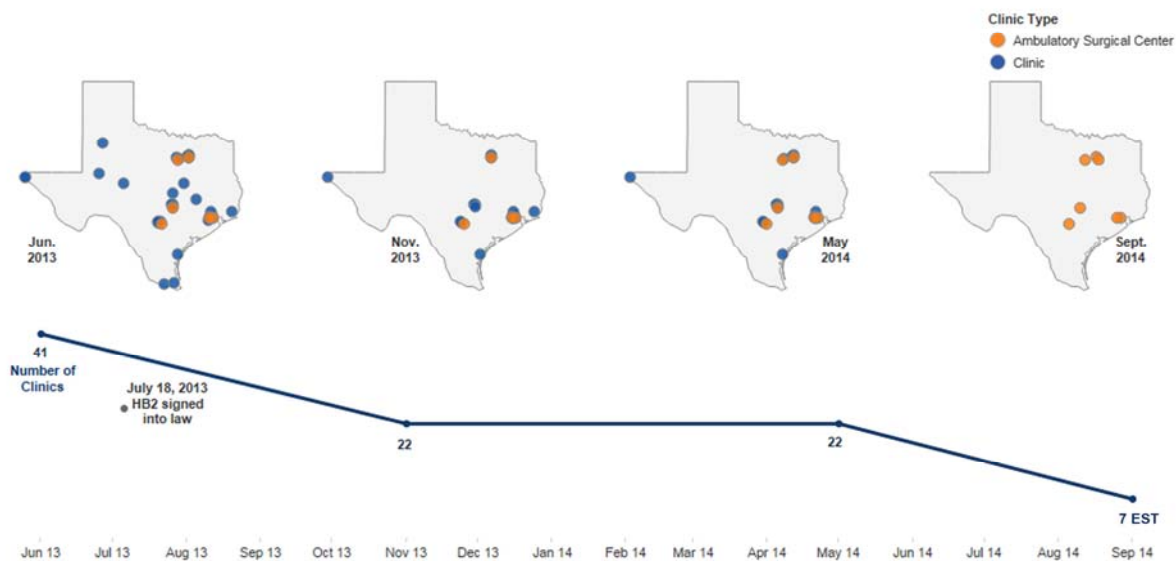 Clinic Type
Ambulatory Surgical Center
Clinic
Jun.
2013
Nov.
2013
May
2014
Sept.
2014
41
Number of
Clinics
July 18, 2013
HB2 signed
into law
22
22
7 EST
Jun 13 Jul 13 Aug 13 Sep 13 Oct 13 Nov 13 Dec 13 Jan 14 Feb 14 Mar 14 Apr 14 May 14 Jun 14 Jul 14 Aug 14 Sep 14